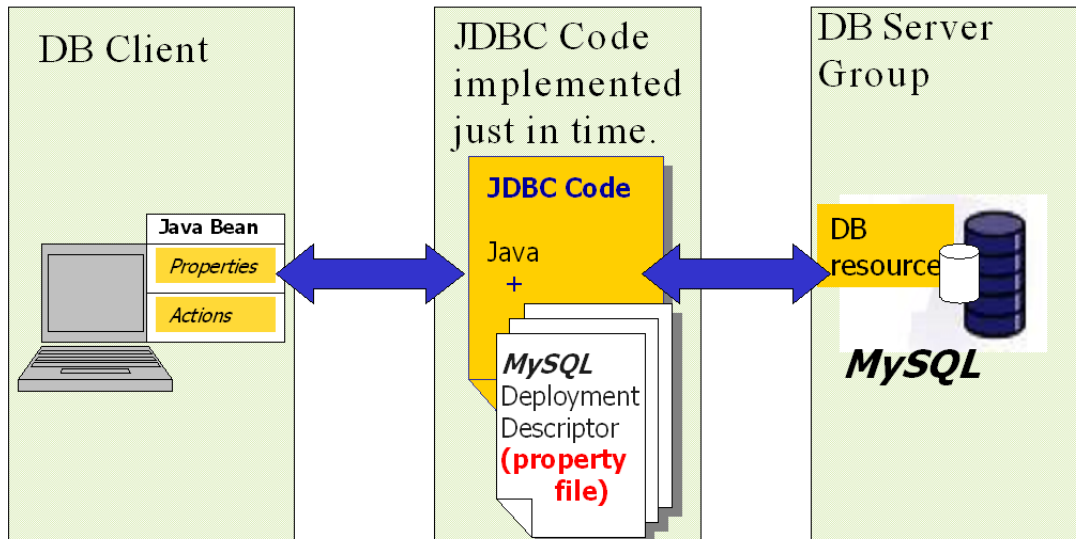 DB Client
Java Bean
Properties
Actions
JDBC Code
implemented
just in time.
JDBC Code
Java
+
MySQL
Deployment
Descriptor
(property
file)
DB Server
Group
DB
resource
MySQL